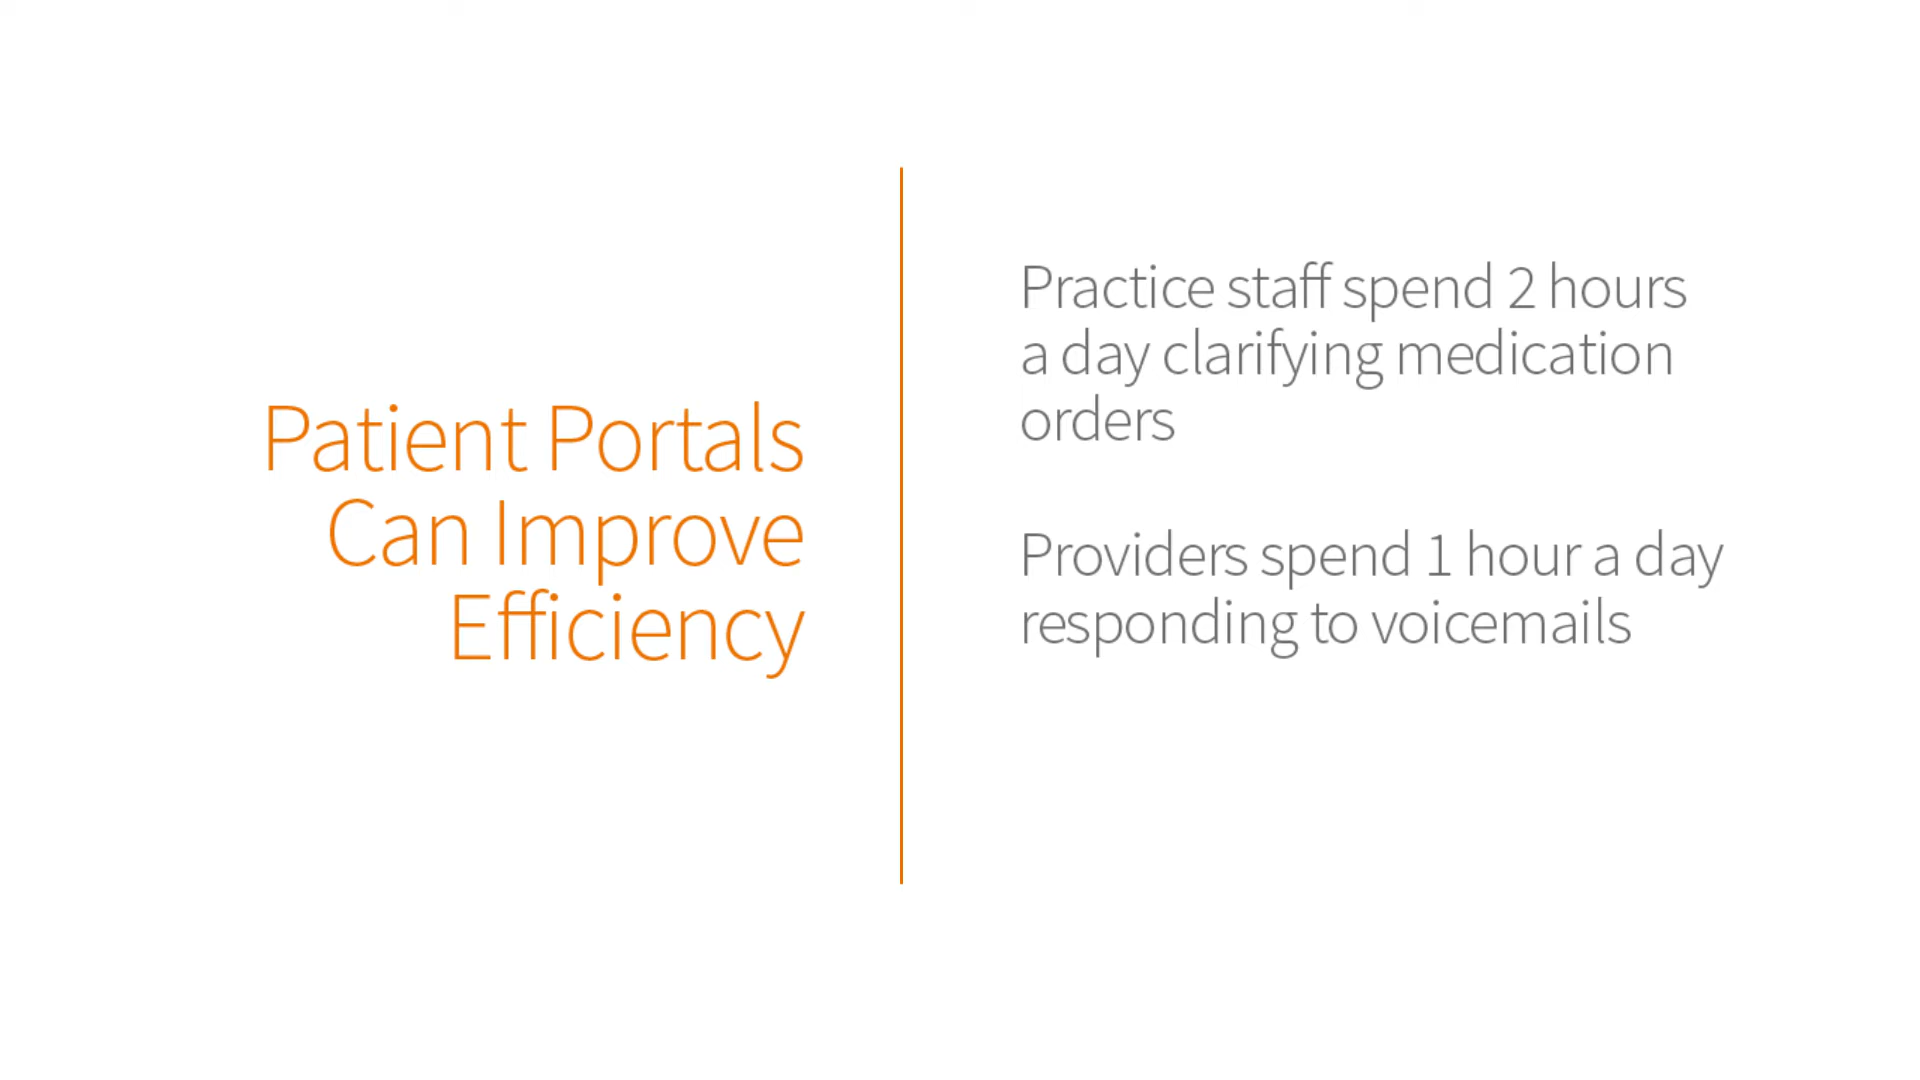 Patient Portals
Can Improve
Efficiency
Practice staff spend 2 hours
a day clarifying medication
orders
Providers spend 1 hour a day
responding to voicemails